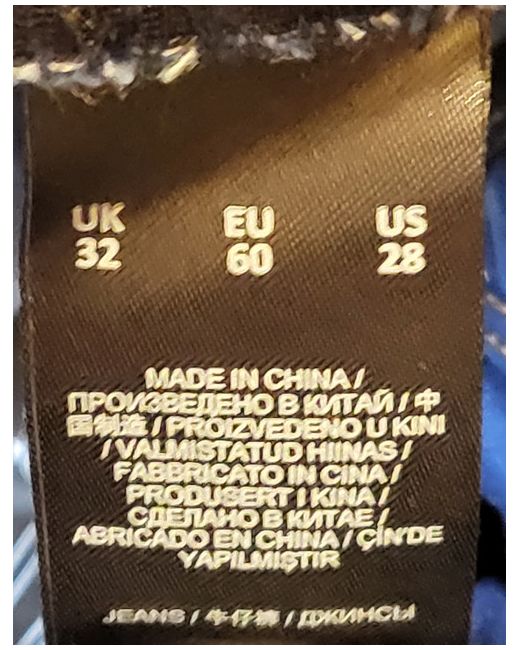 UK EU US
32 60 28
MADE IN CHINA /
ПРОИЗВЕДЕНО В КИТАЙ / 中
国制造 / PROIZVEDENO U KINI
/ VALMISTATUD HIINAS /
FABBRICATO IN CINA /
PRODUSERT I KINA /
СДЕЛАНО В КИТАЕ /
ABRICADO EN CHINA / ÇİN'DE
YAPILMIŞTIR
JEANS / 牛仔裤 / ДЖИНСЫ